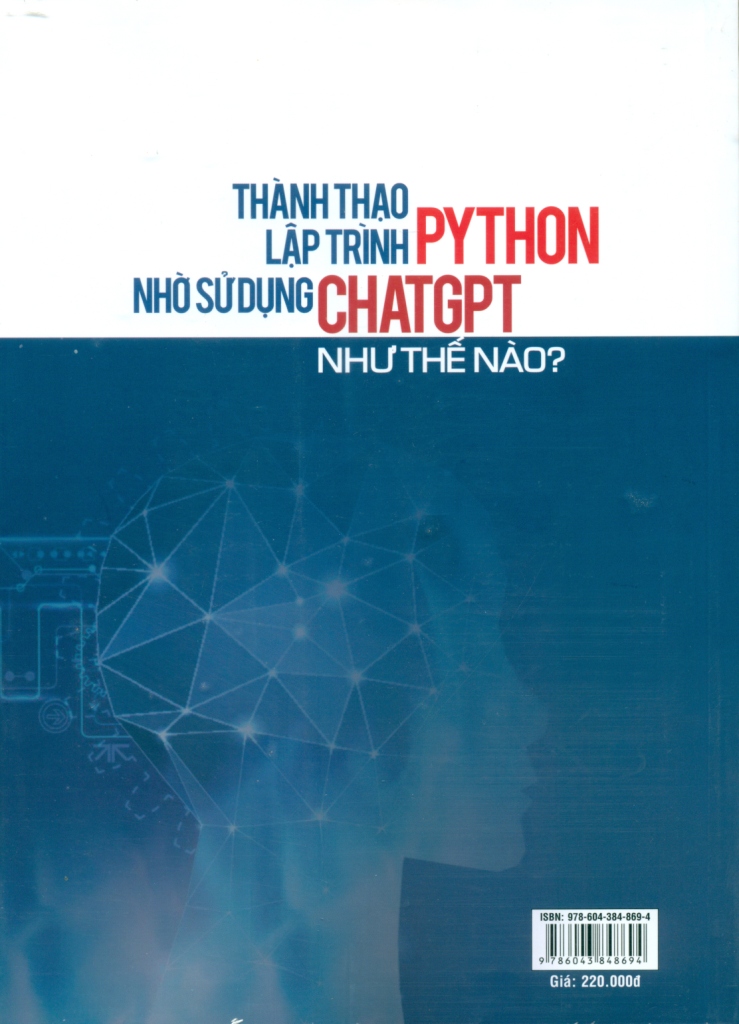 THÀNH THẠO
LẬP TRÌNH PYTHON
NHỜ SỬ DỤNG CHATGPT
NHƯ THẾ NÀO?
ISBN: 978-604-384-869-4
9 786043 848694
Giá: 220.000đ